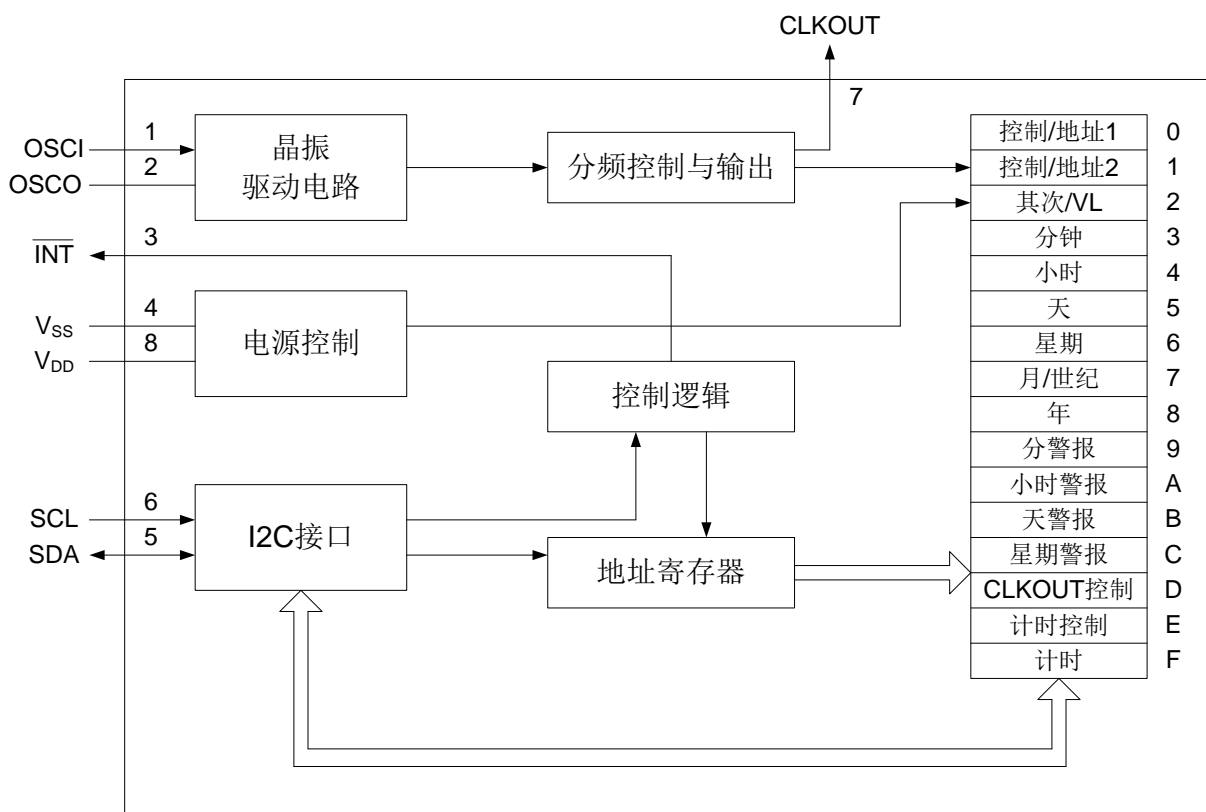 CLKOUT
7
OSCI
1
OSCO
2
晶振
驱动电路
分频控制与输出
INT
3
VSS
4
VDD
8
电源控制
控制逻辑
SCL
6
SDA
5
I2C接口
地址寄存器
控制/地址1 0
控制/地址2 1
其次/VL 2
分钟 3
小时 4
天 5
星期 6
月/世纪 7
年 8
分警报 9
小时警报 A
天警报 B
星期警报 C
CLKOUT控制 D
计时控制 E
计时 F